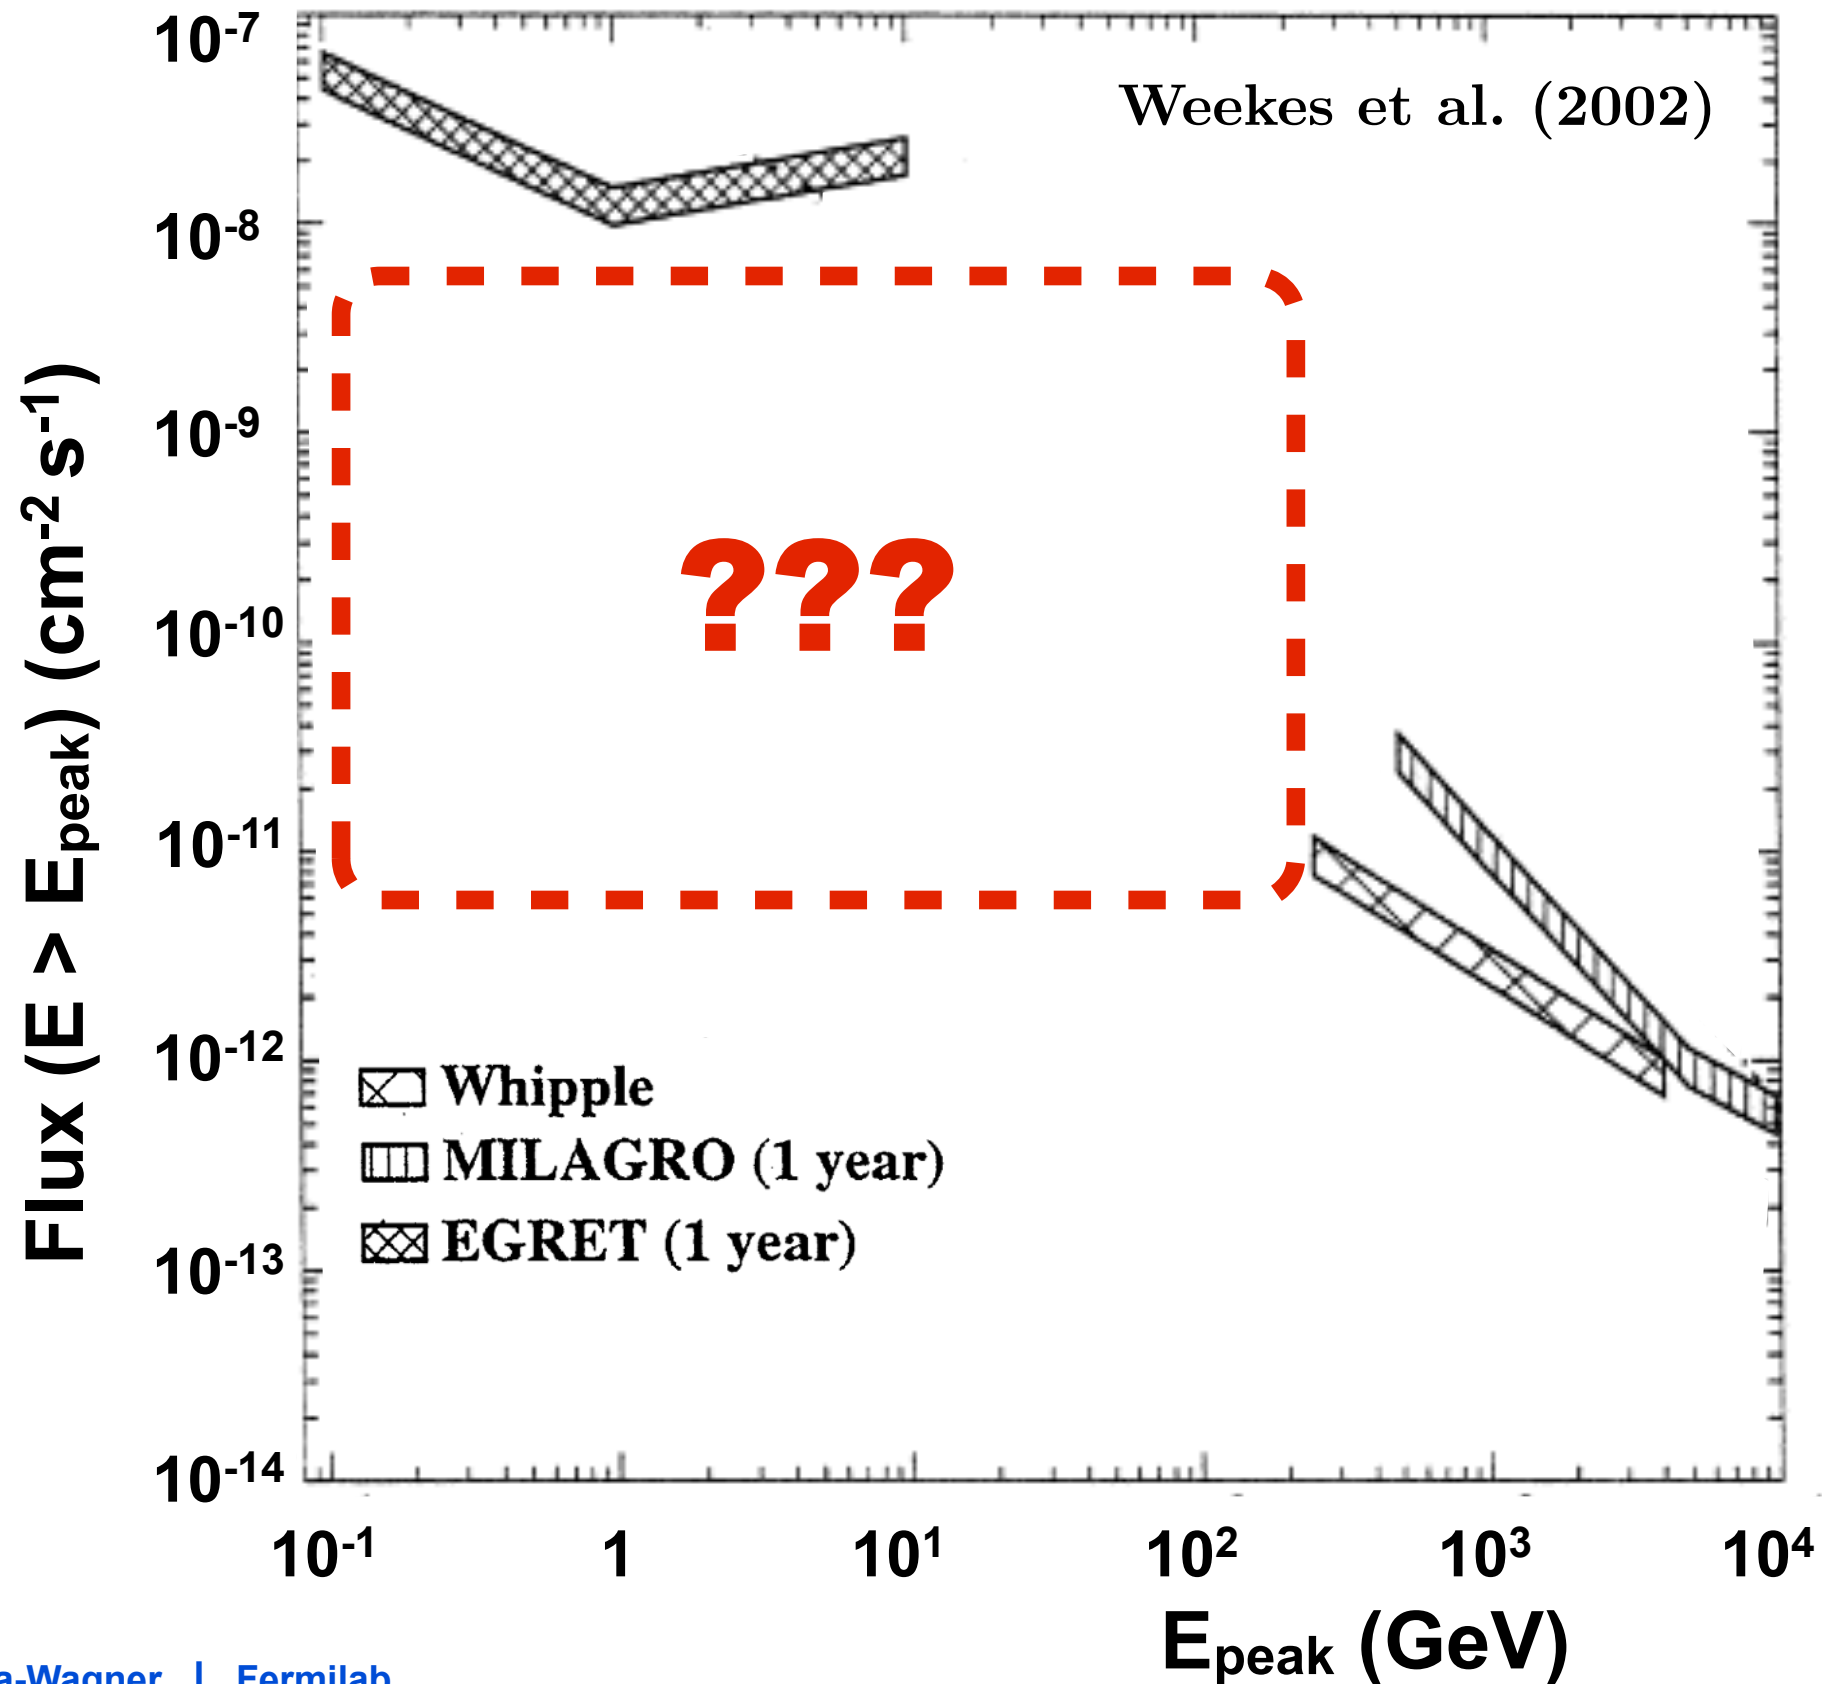 Weekes et al. (2002)
10-7
10-8
10-9
10-10
10-11
10-12
10-13
10-14
Flux (E > Epeak) (cm-2 s-1)
???
Whipple
MILAGRO (1 year)
EGRET (1 year)
10-1 1 101 102 103 104
Epeak (GeV)
a-Wagner | Fermilab